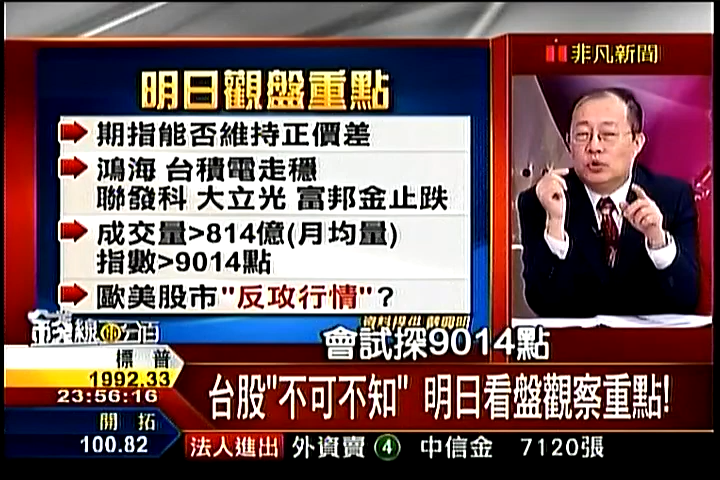 明日觀盤重點
非凡新聞
期指能否維持正價差
鴻海 台積電走穩
聯發科 大立光 富邦金止跌
成交量>814億(月均量)
指數>9014點
歐美股市"反攻行情"?
會試探9014點
標普
1992.33
23:56:16
開拓
100.82
台股"不可不知" 明日看盤觀察重點!
法人進出 外資賣 4 中信金 7120張